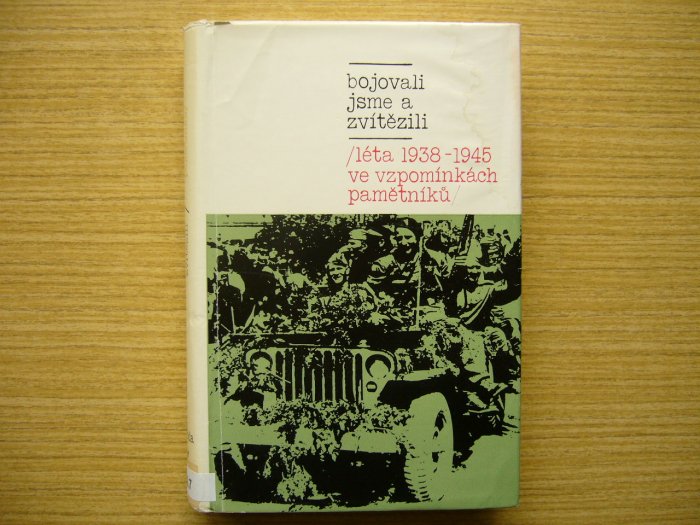 bojovali
jsme a
zvítězili
/léta 1938-1945
ve vzpomínkách
pamětníků/